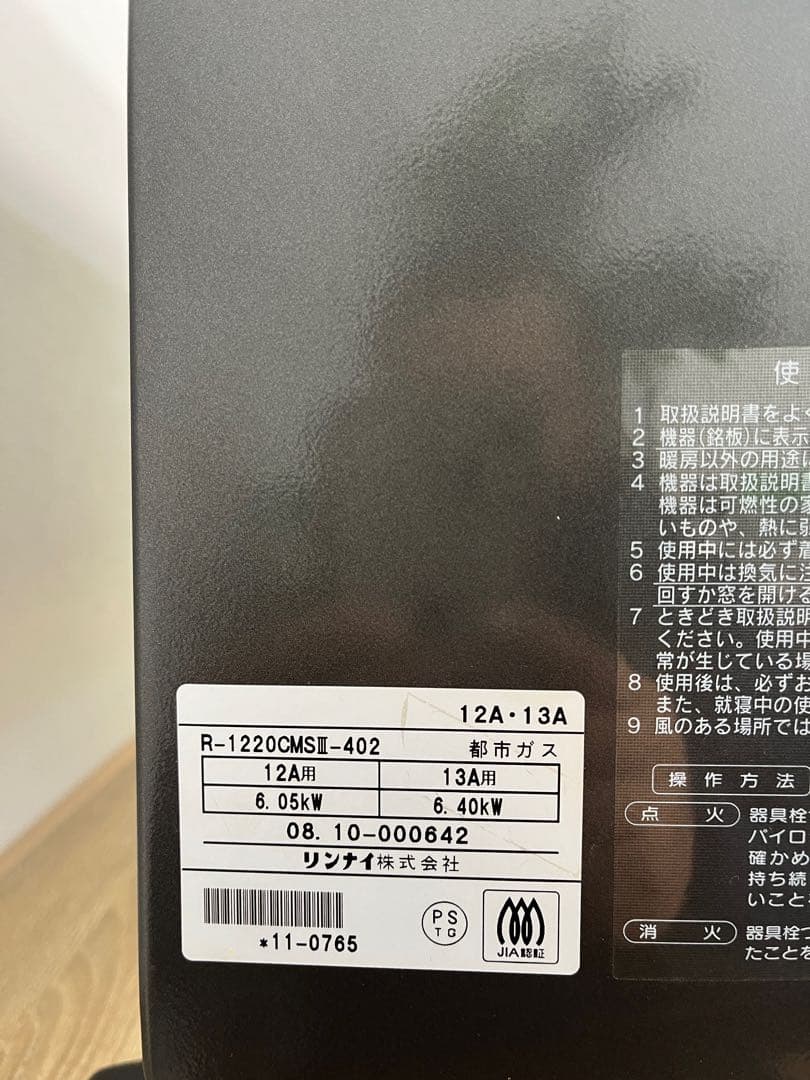 12A・13A
R-1220CMSⅢ-402 都市ガス
12A用 13A用
6.05kW 6.40kW
08.10-000642
リンナイ株式会社
*11-0765
PS
TG
JIA認証
使
1 取扱説明書をよ
2 機器(銘板)に表示
3 暖房以外の用途に
4 機器は取扱説明書
機器は可燃性の
いものや、熱に弱
5 使用中には必ず
6 使用中は換気に注
回すか窓を開ける
7 ときどき取扱説明
ください。使用中
常が生じている場
8 使用後は、必ずお
また、就寝中の使
9 風のある場所では
操作方法
点火 器具栓
パイロ
確かめ
持ち続
いこと
消火 器具栓つ
たことを